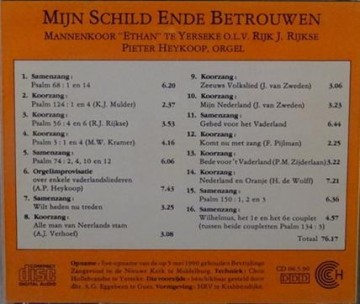 MIJN SCHILD ENDE BETROUWEN
MANNENKOOR "ETHAN" TE YERSEKE O.L.V. RIJK J. RIJKSE
PIETER HEYKOOP, ORGEL
1. Samenzang:
Psalm 68 : 1 en 14 6.20
2. Koorzang:
Psalm 124 : 1 en 4 (K.J. Mulder) 2.37
3. Koorzang:
Psalm 56 : 4 en 6 (R.J. Rijkse) 3.53
4. Koorzang:
Psalm 3 : 1 en 4 (M.W. Kramer) 4.16
5. Samenzang:
Psalm 74 : 2, 4, 10 en 12 6.06
6. Orgelimprovisatie
over enkele vaderlandsliederen
(A.P. Heykoop) 7.43
7. Samenzang:
Wilt heden nu treden 3.25
8. Koorzang:
Alle man van Neerlands stam
(A.J. Verhoef) 3.08
9. Koorzang:
Zeeuws Volkslied (J. van Zweden) 3.06
10. Koorzang:
Mijn Nederland (J. van Zweden) 3.23
11. Samenzang:
Gebed voor het Vaderland 6.44
12. Koorzang:
Komt nu met zang (F. Pijlman) 2.25
13. Koorzang:
Bede voor 't Vaderland (P.M. Zijderlaan) 3.22
14. Koorzang:
Nederland en Oranje (H. de Wolff) 7.21
15. Samenzang:
Psalm 150 : 1, 2 en 3 6.36
16. Samenzang:
Wilhelmus, het 1e en het 6e couplet 4.57
(tussen beide coupletten Psalm 134 : 3)
Totaal 76.17
COMPACT
disc
DIGITAL AUDIO
DDD